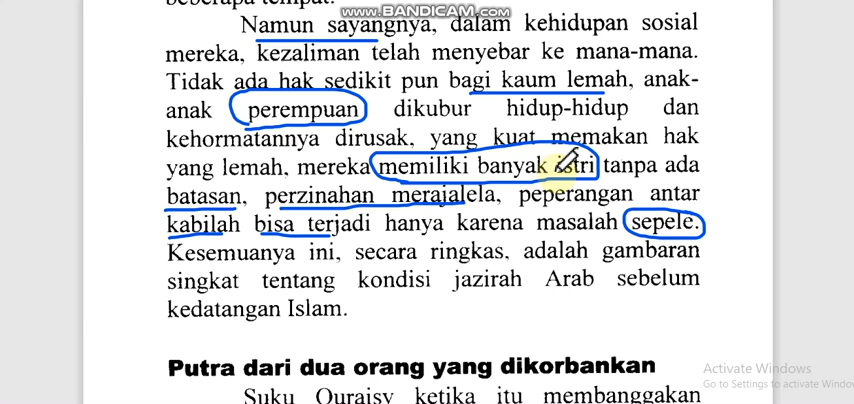 WWW.BANDICAM.COM
beberapa tempat.
Namun sayangnya, dalam kehidupan sosial
mereka, kezaliman telah menyebar ke mana-mana.
Tidak ada hak sedikit pun bagi kaum lemah, anak-
anak perempuan dikubur hidup-hidup dan
kehormatannya dirusak, yang kuat memakan hak
yang lemah, mereka memiliki banyak istri tanpa ada
batasan, perzinahan merajalela, peperangan antar
kabilah bisa terjadi hanya karena masalah sepele.
Kesemuanya ini, secara ringkas, adalah gambaran
singkat tentang kondisi jazirah Arab sebelum
kedatangan Islam.
Putra dari dua orang yang dikorbankan
Suku Quraisy ketika itu membanggakan
Activate Windows
Go to Settings to activate Windows